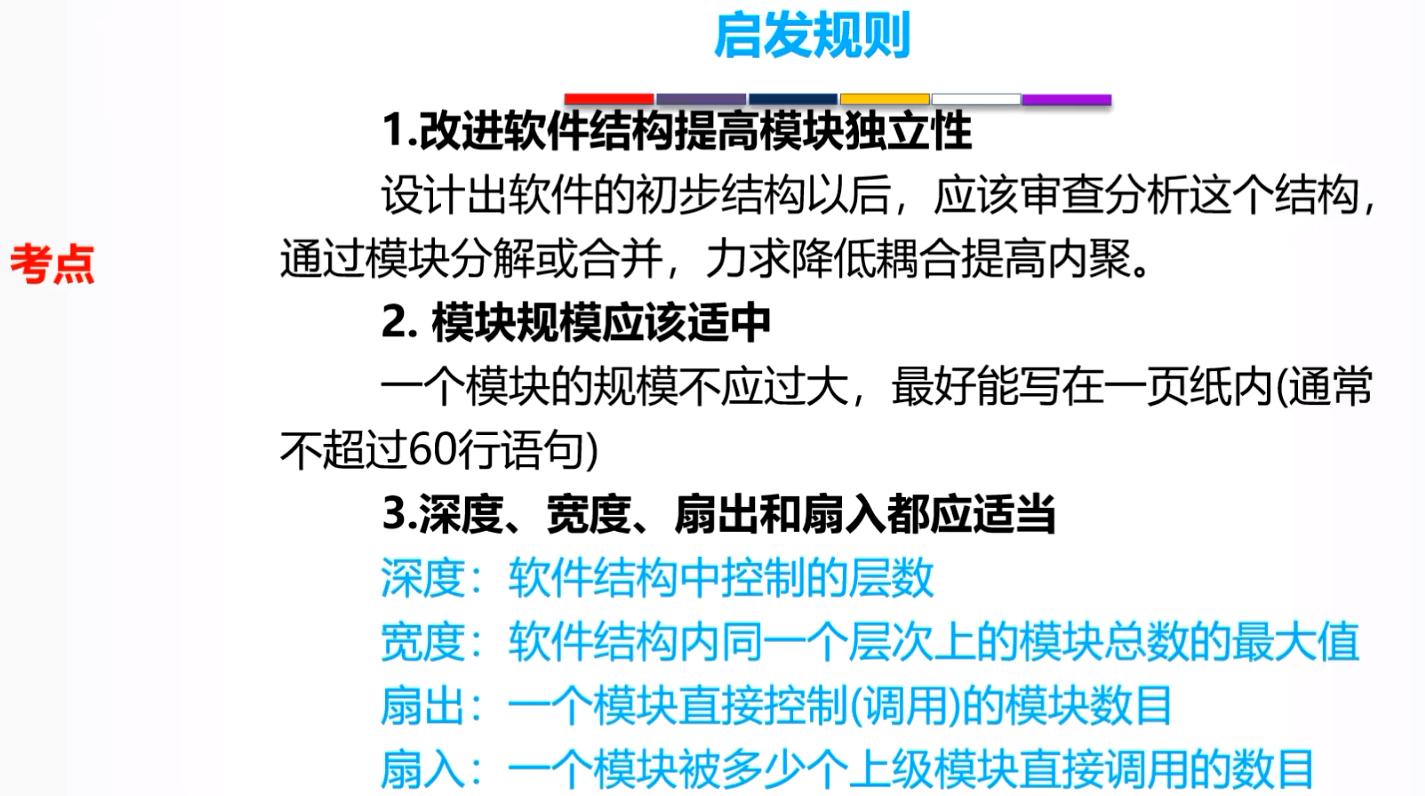 启发规则
1.改进软件结构提高模块独立性
设计出软件的初步结构以后，应该审查分析这个结构，
通过模块分解或合并，力求降低耦合提高内聚。
考点
2. 模块规模应该适中
一个模块的规模不应过大，最好能写在一页纸内(通常
不超过60行语句)
3.深度、宽度、扇出和扇入都应适当
深度：软件结构中控制的层数
宽度：软件结构内同一个层次上的模块总数的最大值
扇出：一个模块直接控制(调用)的模块数目
扇入：一个模块被多少个上级模块直接调用的数目